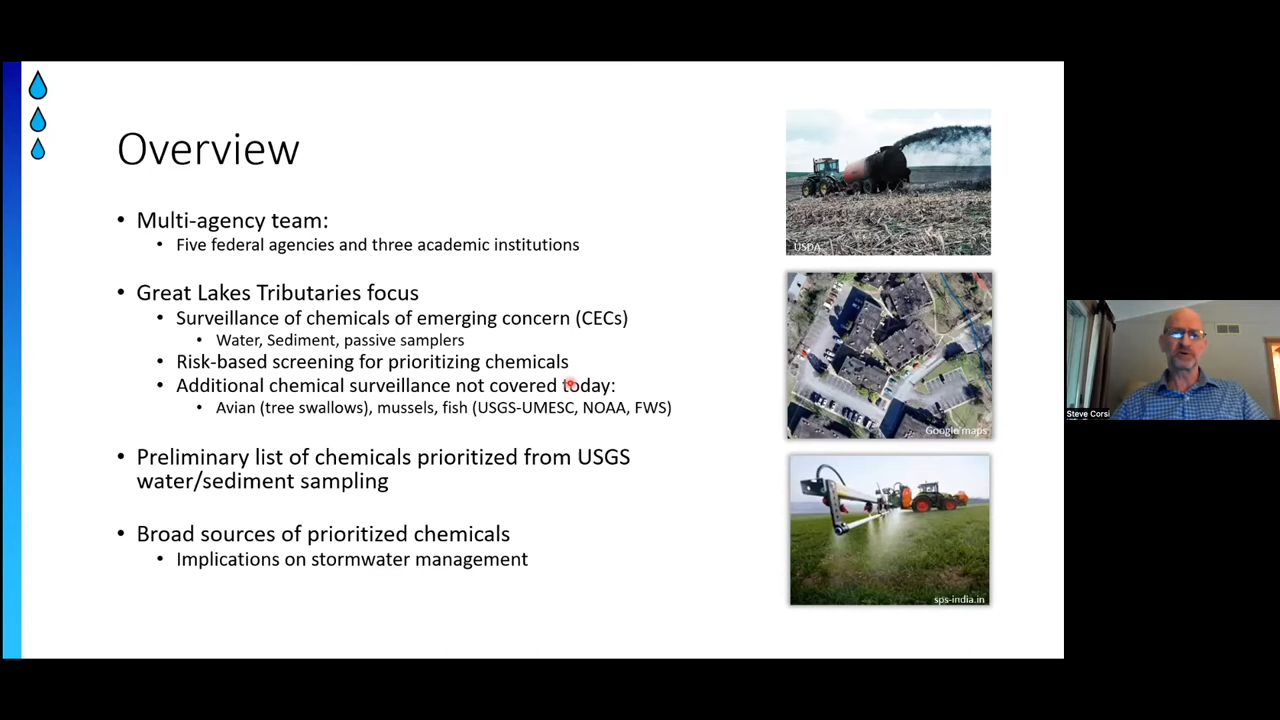 Overview
Multi-agency team:
Five federal agencies and three academic institutions
Great Lakes Tributaries focus
Surveillance of chemicals of emerging concern (CECs)
Water, Sediment, passive samplers
Risk-based screening for prioritizing chemicals
Additional chemical surveillance not covered today:
Avian (tree swallows), mussels, fish (USGS-UMESC, NOAA, FWS)
Preliminary list of chemicals prioritized from USGS
water/sediment sampling
Broad sources of prioritized chemicals
Implications on stormwater management
USDA
Google maps
sps-india.in
Steve Corsi